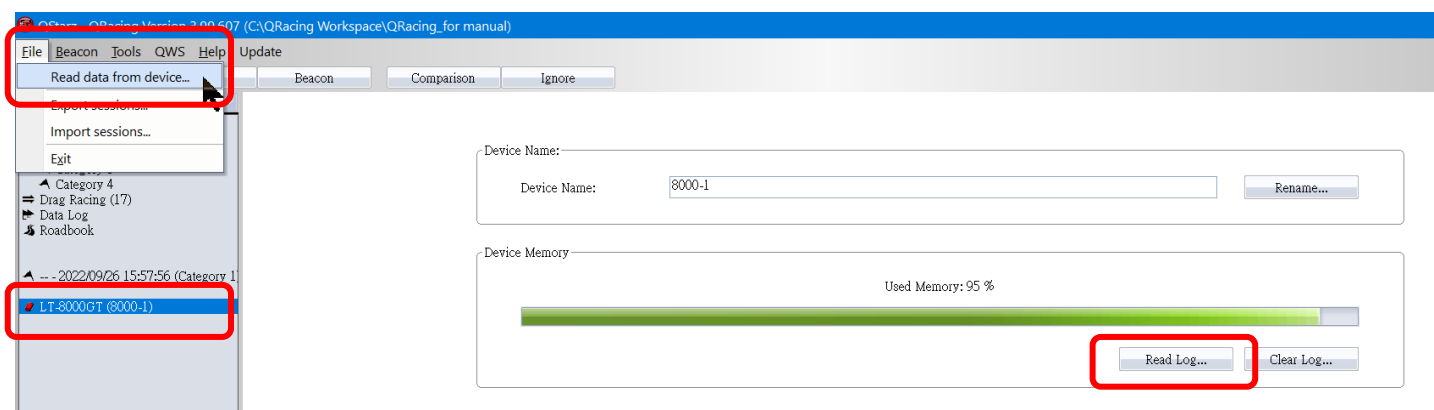 QStarz - QRacing Version 3.99.607 (C:\QRacing Workspace\QRacing_for manual)
File Beacon Tools QWS Help Update
Read data from device...
Beacon Comparison Ignore
Export sessions...
Import sessions...
Exit
Category 4
Drag Racing (17)
Data Log
Roadbook
-- - 2022/09/26 15:57:56 (Category 1
LT-8000GT (8000-1)
Device Name:
Device Name: 8000-1 Rename...
Device Memory
Used Memory: 95 %
Read Log... Clear Log...